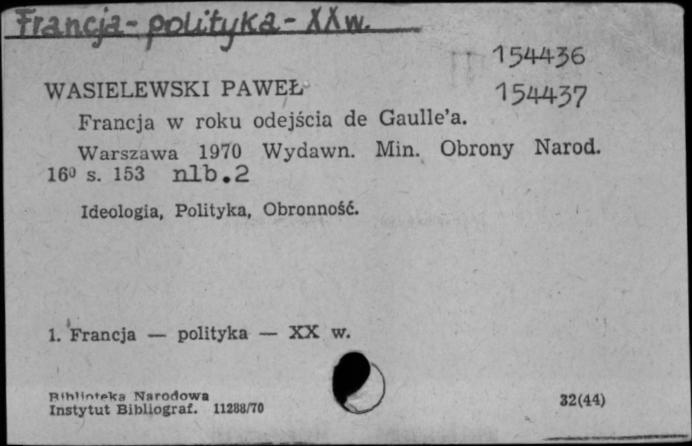 Francja - polityka - XX w.
154436
WASIELEWSKI PAWEŁ 154437
Francja w roku odejścia de Gaulle'a.
Warszawa 1970 Wydawn. Min. Obrony Narod.
16⁰ s. 153 nlb.2
Ideologia, Polityka, Obronność.
1. Francja — polityka — XX w.
Biblioteka Narodowa
Instytut Bibliograf. 11288/70 32(44)